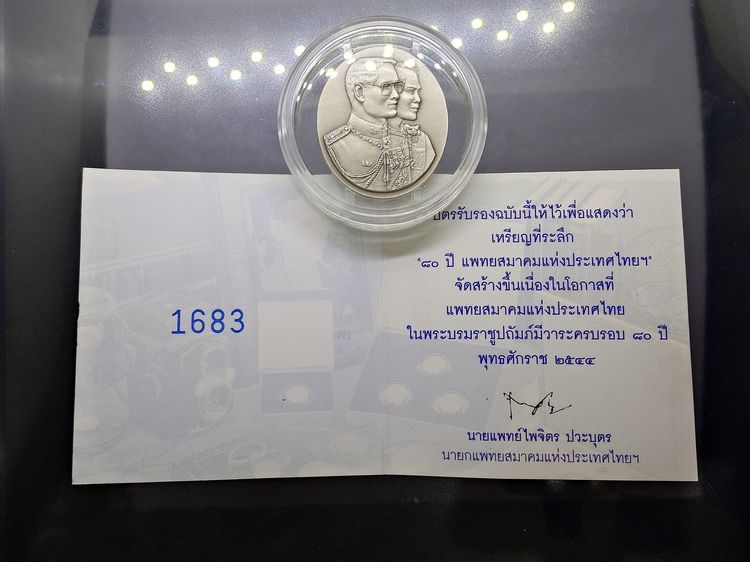 1683
บัตรรับรองฉบับนี้ให้ไว้เพื่อแสดงว่า
เหรียญที่ระลึก
"๘๐ ปี แพทยสมาคมแห่งประเทศไทยฯ"
จัดสร้างขึ้นเนื่องในโอกาสที่
แพทยสมาคมแห่งประเทศไทย
ในพระบรมราชูปถัมภ์มีวาระครบรอบ ๘๐ ปี
พุทธศักราช ๒๕๔๔
นายแพทย์ไพจิตร ปวะบุตร
นายกแพทยสมาคมแห่งประเทศไทยฯ